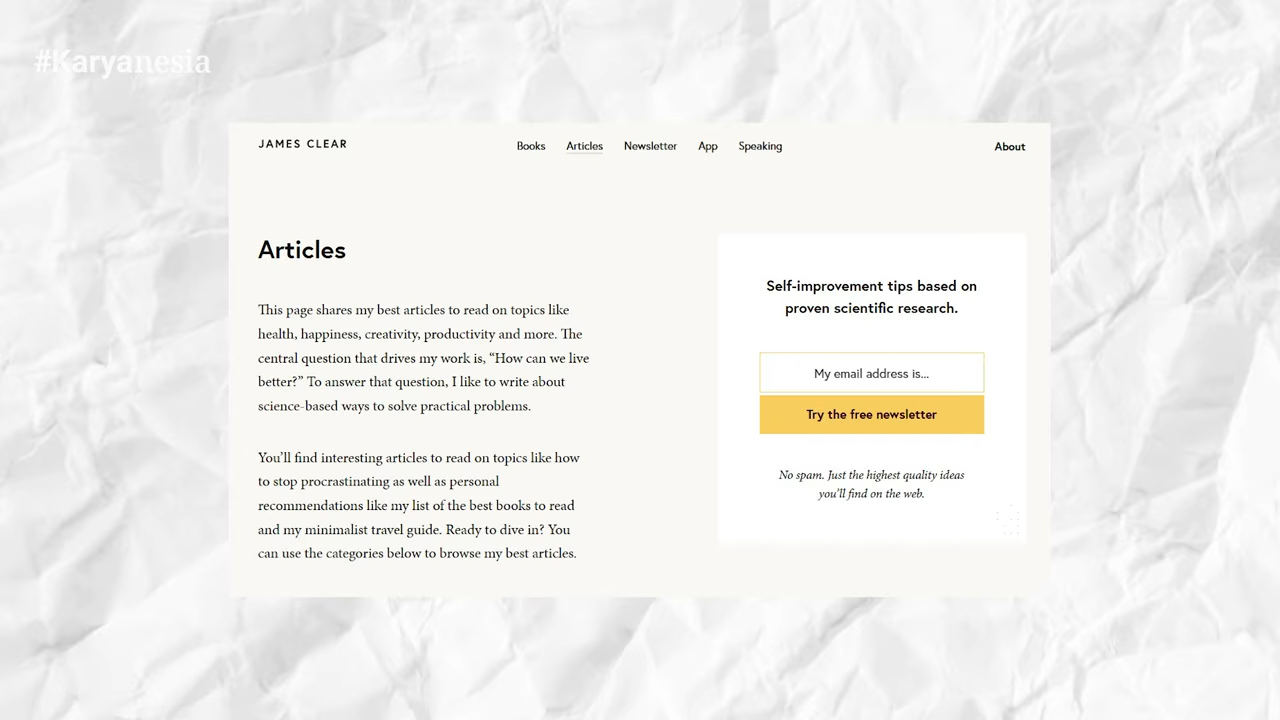 #Karyanesia
JAMES CLEAR
Books Articles Newsletter App Speaking
About
Articles
This page shares my best articles to read on topics like
health, happiness, creativity, productivity and more. The
central question that drives my work is, “How can we live
better?” To answer that question, I like to write about
science-based ways to solve practical problems.
You’ll find interesting articles to read on topics like how
to stop procrastinating as well as personal
recommendations like my list of the best books to read
and my minimalist travel guide. Ready to dive in? You
can use the categories below to browse my best articles.
Self-improvement tips based on
proven scientific research.
My email address is...
Try the free newsletter
No spam. Just the highest quality ideas
you’ll find on the web.